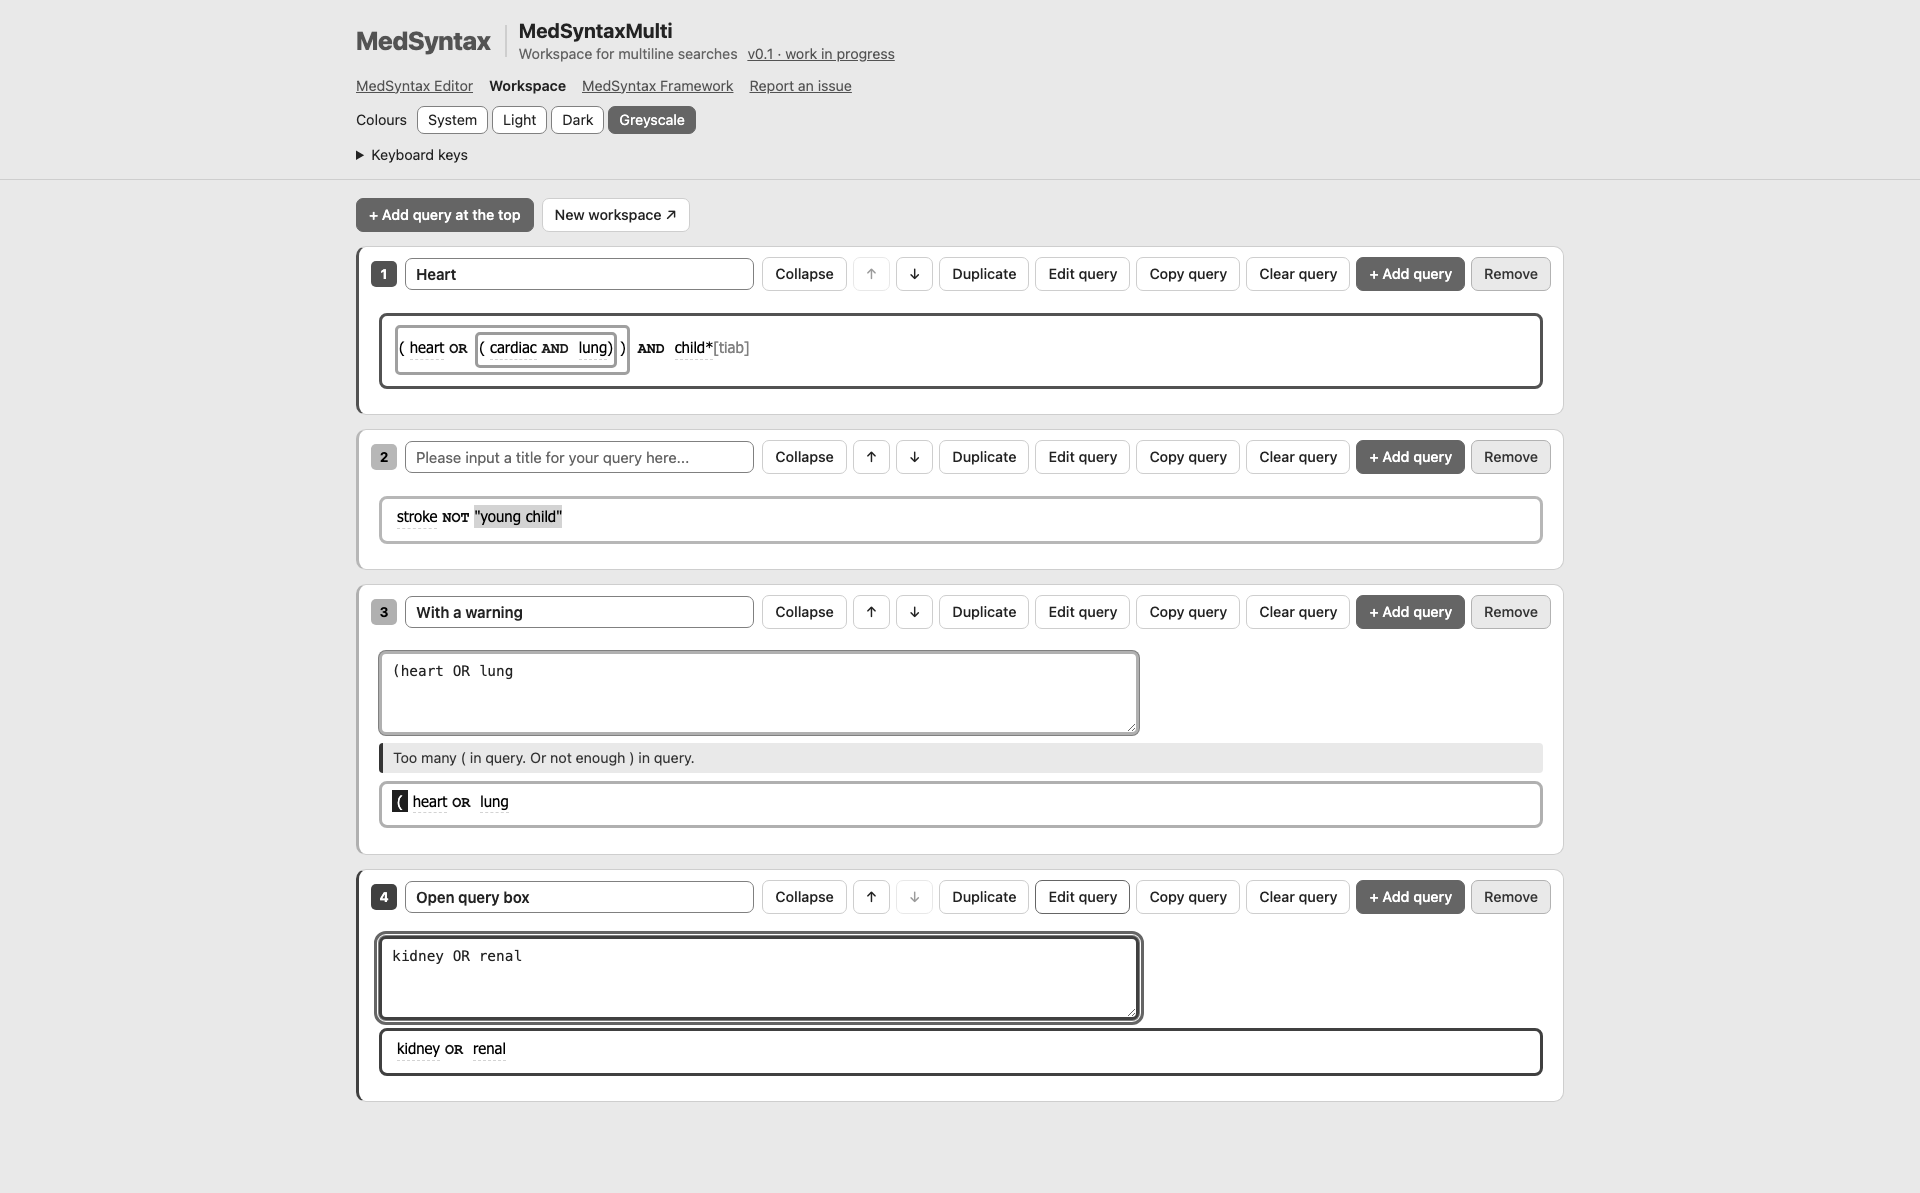 MedSyntax
MedSyntaxMulti
Workspace for multiline searches v0.1 · work in progress
MedSyntax Editor Workspace MedSyntax Framework Report an issue
Colours System Light Dark Greyscale
▶ Keyboard keys
+ Add query at the top New workspace ↗
1 Heart Collapse ↑ ↓ Duplicate Edit query Copy query Clear query + Add query Remove
( heart OR ( cardiac AND lung) ) AND child*[tiab]
2 Please input a title for your query here... Collapse ↑ ↓ Duplicate Edit query Copy query Clear query + Add query Remove
stroke NOT "young child"
3 With a warning Collapse ↑ ↓ Duplicate Edit query Copy query Clear query + Add query Remove
(heart OR lung
Too many ( in query. Or not enough ) in query.
( heart OR lung
4 Open query box Collapse ↑ ↓ Duplicate Edit query Copy query Clear query + Add query Remove
kidney OR renal
kidney OR renal